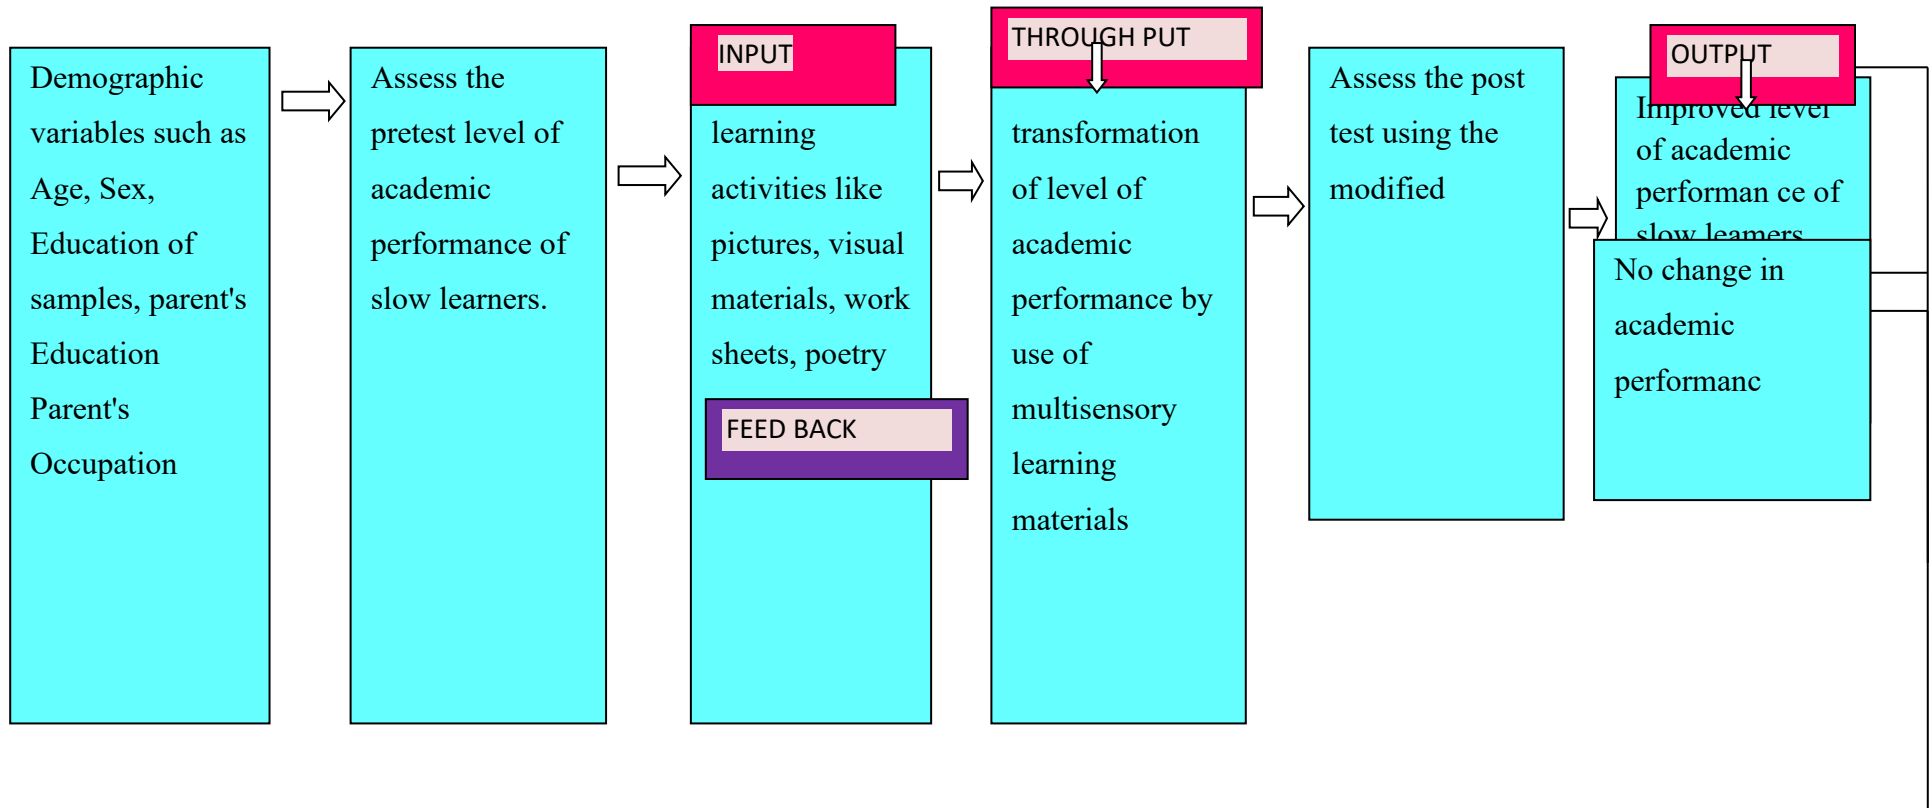 Demographic
variables such as
Age, Sex,
Education of
samples, parent's
Education
Parent's
Occupation
Assess the
pretest level of
academic
performance of
slow learners.
INPUT
learning
activities like
pictures, visual
materials, work
sheets, poetry
FEED BACK
THROUGH PUT
transformation
of level of
academic
performance by
use of
multisensory
learning
materials
Assess the post
test using the
modified
OUTPUT
Improved level
of academic
performan ce of
slow leamers
No change in
academic
performanc